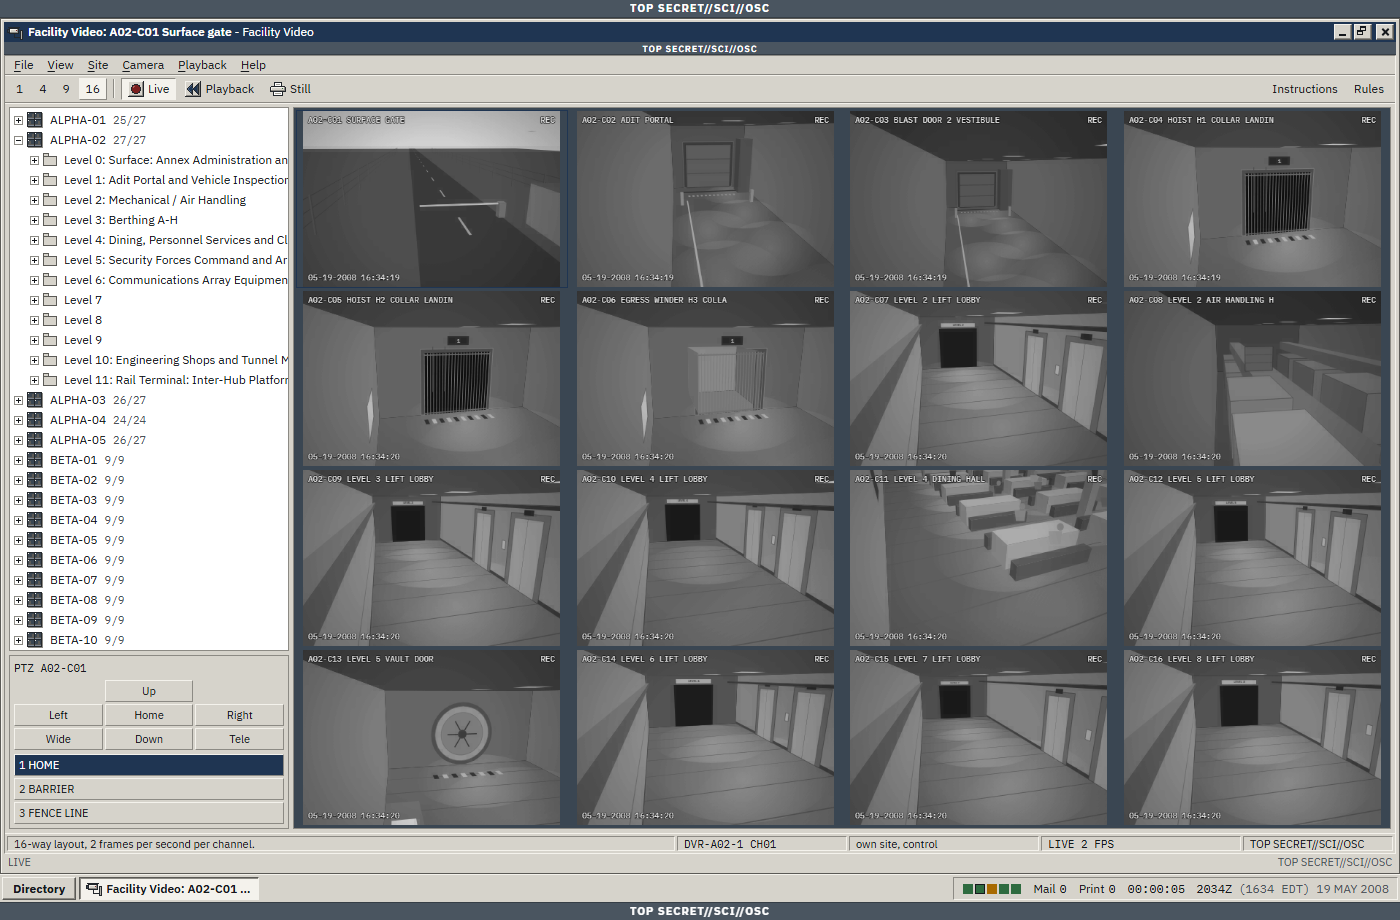 TOP SECRET//SCI//OSC
Facility Video: A02-C01 Surface gate - Facility Video
TOP SECRET//SCI//OSC
File View Site Camera Playback Help
1 4 9 16 Live Playback Still Instructions Rules
ALPHA-01 25/27
ALPHA-02 27/27
Level 0: Surface: Annex Administration an
Level 1: Adit Portal and Vehicle Inspection
Level 2: Mechanical / Air Handling
Level 3: Berthing A-H
Level 4: Dining, Personnel Services and Cl
Level 5: Security Forces Command and Ar
Level 6: Communications Array Equipmen
Level 7
Level 8
Level 9
Level 10: Engineering Shops and Tunnel M
Level 11: Rail Terminal: Inter-Hub Platforr
ALPHA-03 26/27
ALPHA-04 24/24
ALPHA-05 26/27
BETA-01 9/9
BETA-02 9/9
BETA-03 9/9
BETA-04 9/9
BETA-05 9/9
BETA-06 9/9
BETA-07 9/9
BETA-08 9/9
BETA-09 9/9
BETA-10 9/9
PTZ A02-C01
Up
Left Home Right
Wide Down Tele
1 HOME
2 BARRIER
3 FENCE LINE
A02-C01 SURFACE GATE REC
05-19-2008 16:34:19
A02-C02 ADIT PORTAL REC
05-19-2008 16:34:19
A02-C03 BLAST DOOR 2 VESTIBULE REC
05-19-2008 16:34:19
A02-C04 HOIST H1 COLLAR LANDIN REC
1
05-19-2008 16:34:19
A02-C05 HOIST H2 COLLAR LANDIN REC
1
05-19-2008 16:34:20
A02-C06 EGRESS WINDER H3 COLLA REC
1
05-19-2008 16:34:20
A02-C07 LEVEL 2 LIFT LOBBY REC
05-19-2008 16:34:20
A02-C08 LEVEL 2 AIR HANDLING H REC
05-19-2008 16:34:20
A02-C09 LEVEL 3 LIFT LOBBY REC
05-19-2008 16:34:20
A02-C10 LEVEL 4 LIFT LOBBY REC
05-19-2008 16:34:20
A02-C11 LEVEL 4 DINING HALL REC
05-19-2008 16:34:20
A02-C12 LEVEL 5 LIFT LOBBY REC
05-19-2008 16:34:20
A02-C13 LEVEL 5 VAULT DOOR REC
05-19-2008 16:34:20
A02-C14 LEVEL 6 LIFT LOBBY REC
05-19-2008 16:34:20
A02-C15 LEVEL 7 LIFT LOBBY REC
05-19-2008 16:34:20
A02-C16 LEVEL 8 LIFT LOBBY REC
05-19-2008 16:34:20
16-way layout, 2 frames per second per channel. DVR-A02-1 CH01 own site, control LIVE 2 FPS TOP SECRET//SCI//OSC
LIVE TOP SECRET//SCI//OSC
Directory Facility Video: A02-C01 ... Mail 0 Print 0 00:00:05 2034Z (1634 EDT) 19 MAY 2008
TOP SECRET//SCI//OSC